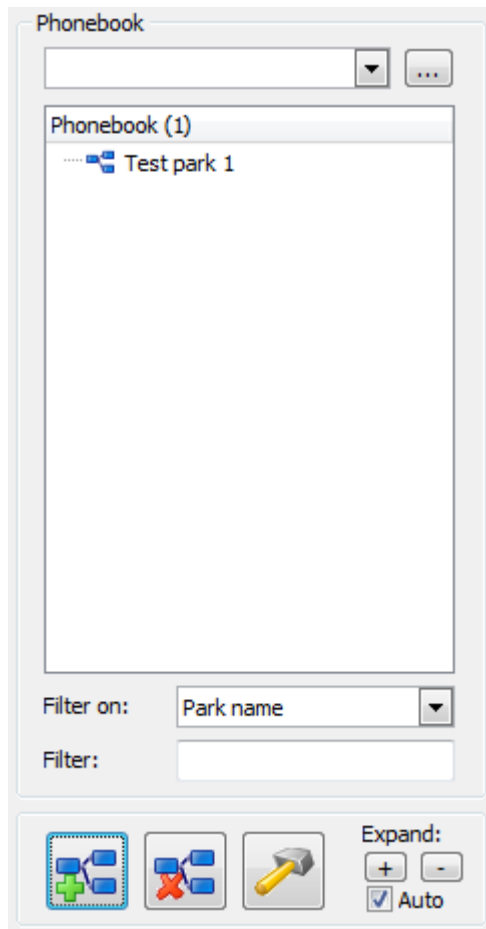 Phonebook
...
Phonebook (1)
Test park 1
Filter on: Park name
Filter:
Expand:
+ -
Auto